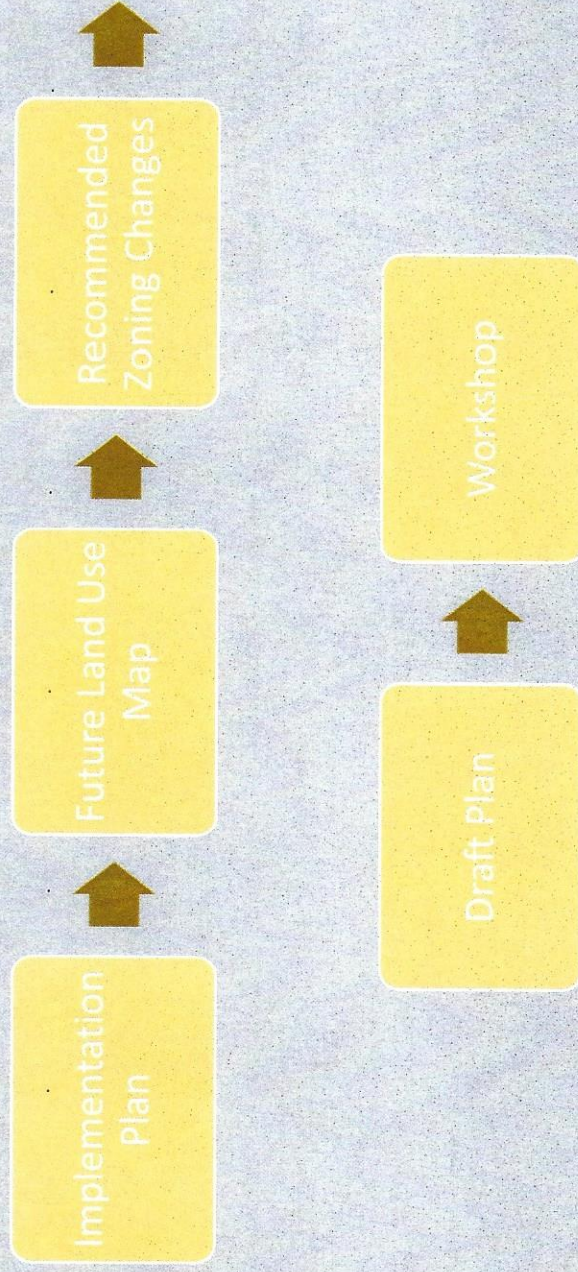 Implementation
Plan
Future Land Use
Map
Recommended
Zoning Changes
Draft Plan
Workshop